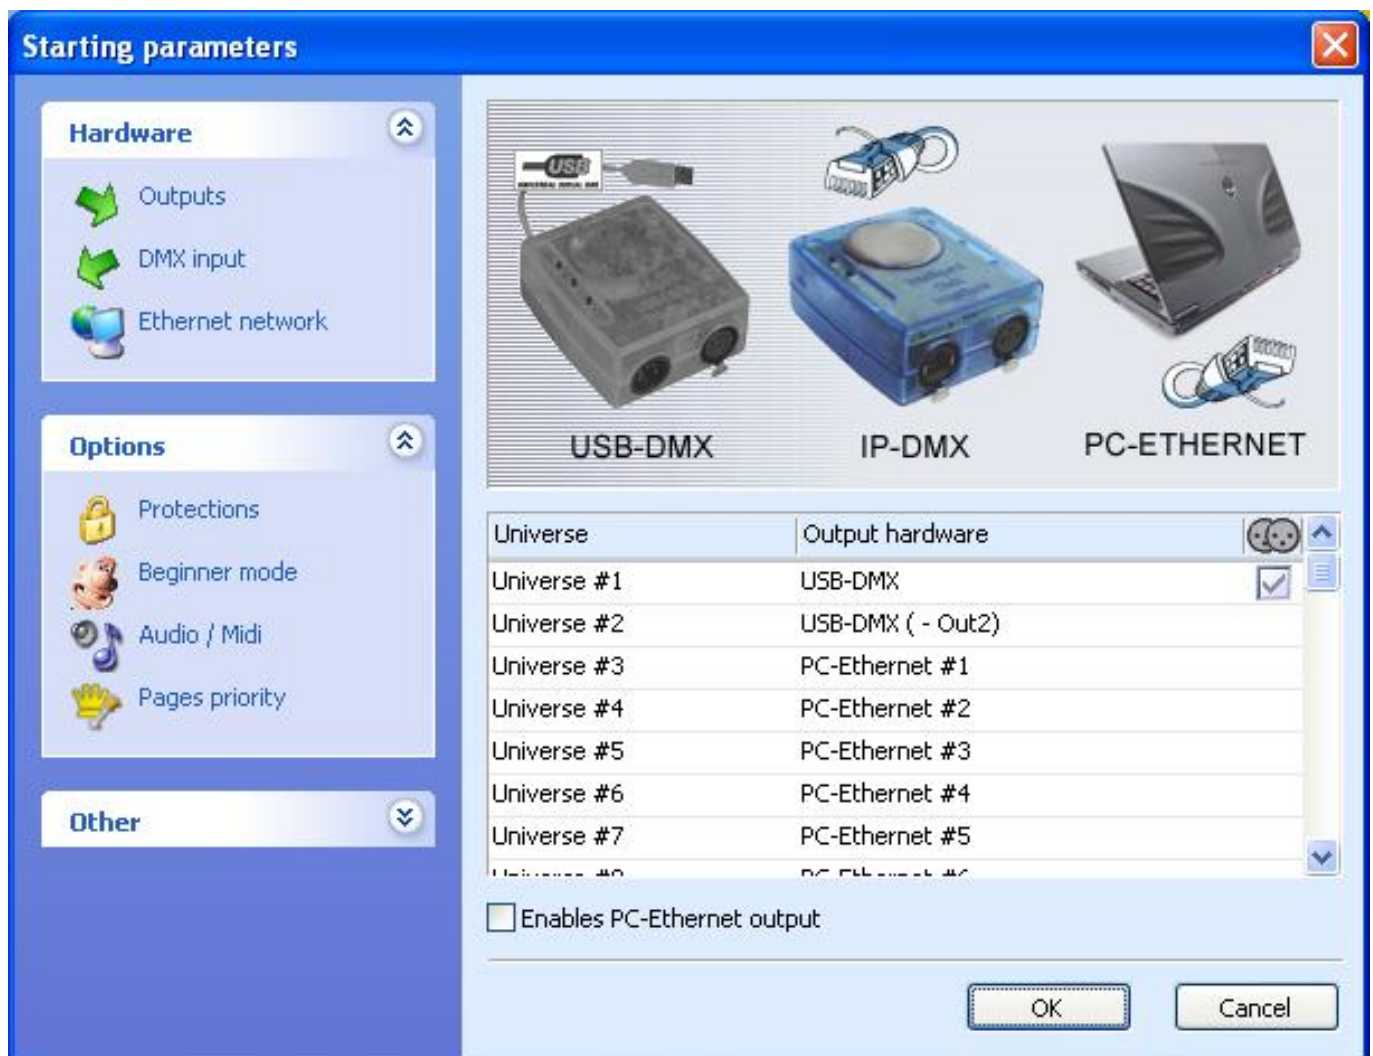 Starting parameters
Hardware
Outputs
DMX input
Ethernet network
Options
Protections
Beginner mode
Audio / Midi
Pages priority
Other
USB
USB-DMX
IP-DMX
PC-ETHERNET
Universe Output hardware
Universe #1 USB-DMX
Universe #2 USB-DMX ( - Out2)
Universe #3 PC-Ethernet #1
Universe #4 PC-Ethernet #2
Universe #5 PC-Ethernet #3
Universe #6 PC-Ethernet #4
Universe #7 PC-Ethernet #5
Enables PC-Ethernet output
OK
Cancel